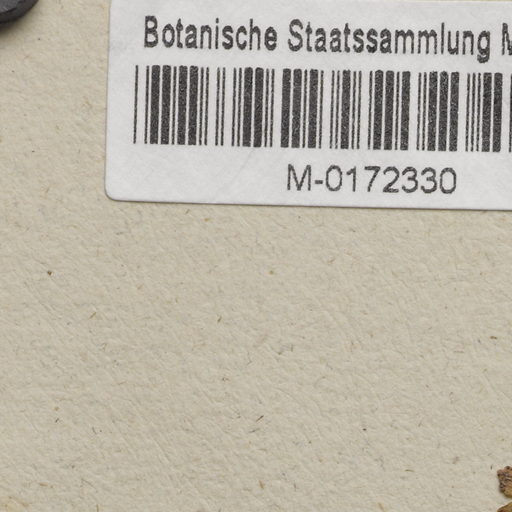 Botanische Staatssammlung M
M-0172330